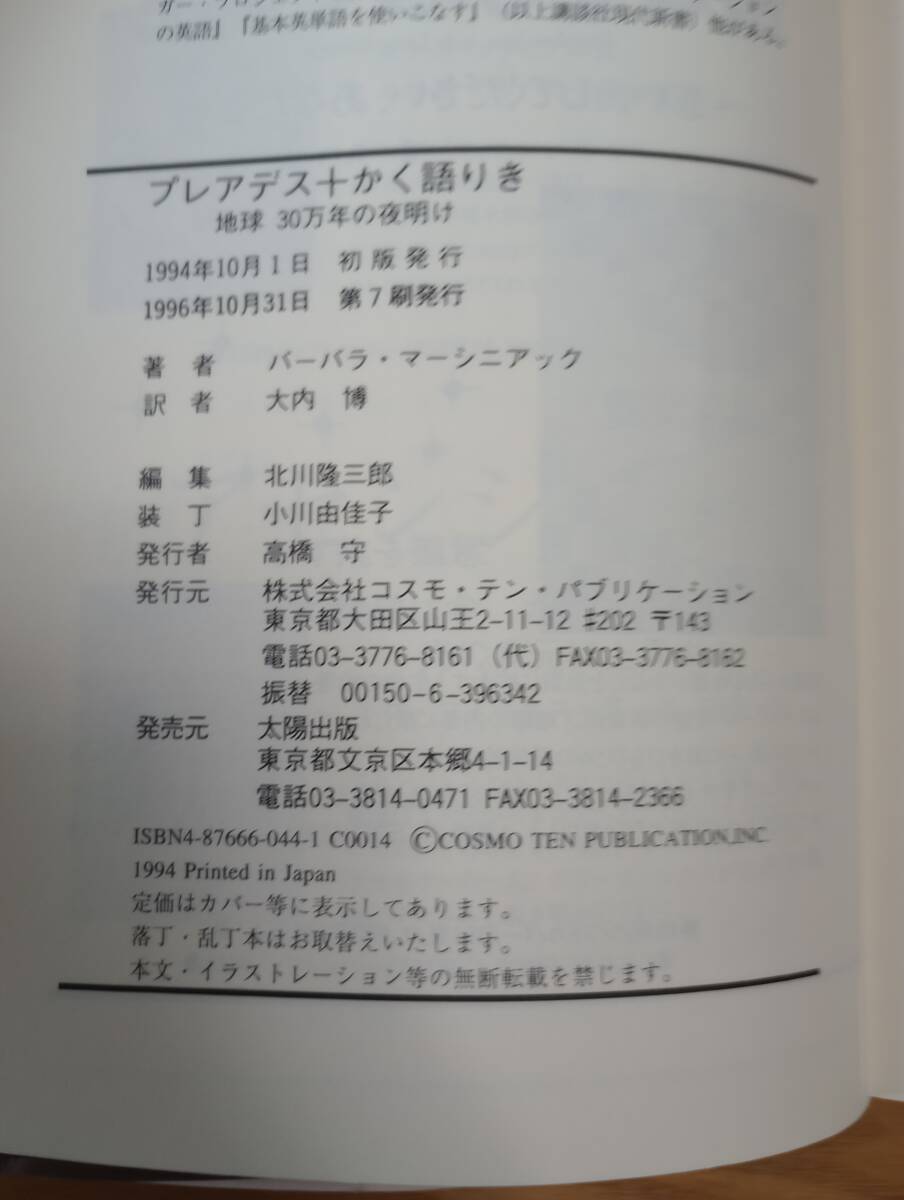 の英語』『基本英単語を使いこなす』（以上講談社現代新書）他がある。
プレアデス＋かく語りき
地球 30万年の夜明け
1994年10月1日 初版発行
1996年10月31日 第7刷発行
著者 バーバラ・マーシニアック
訳者 大内 博
編集 北川隆三郎
装丁 小川由佳子
発行者 高橋 守
発行元 株式会社コスモ・テン・パブリケーション
東京都大田区山王2-11-12 #202 〒143
電話03-3776-8161（代）FAX03-3776-8162
振替 00150-6-396342
発売元 太陽出版
東京都文京区本郷4-1-14
電話03-3814-0471 FAX03-3814-2366
ISBN4-87666-044-1 C0014 ©COSMO TEN PUBLICATION,INC.
1994 Printed in Japan
定価はカバー等に表示してあります。
落丁・乱丁本はお取替えいたします。
本文・イラストレーション等の無断転載を禁じます。